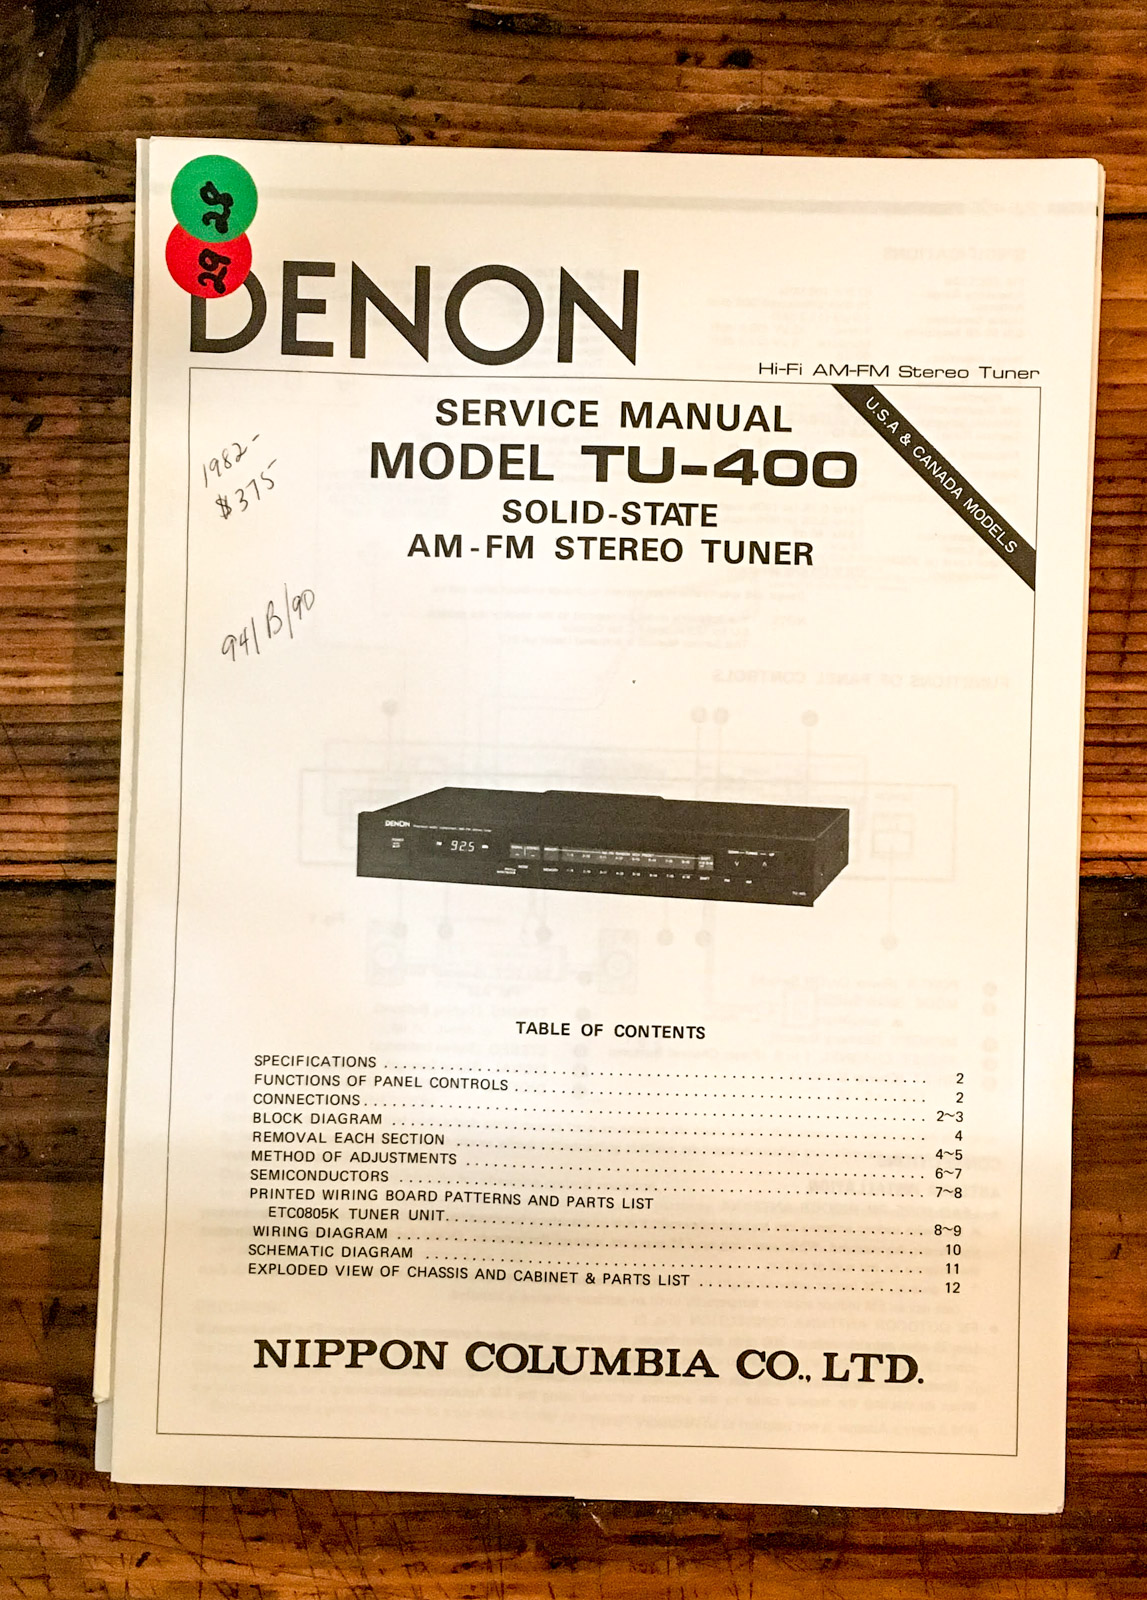 28
29
DENON
Hi-Fi AM-FM Stereo Tuner
SERVICE MANUAL
MODEL TU-400
SOLID-STATE
AM-FM STEREO TUNER
U.S.A & CANADA MODELS
1982-
$375
94/B/90
DENON
92.5
TABLE OF CONTENTS
SPECIFICATIONS . . . . . . . . . . 2
FUNCTIONS OF PANEL CONTROLS . . . . . . . . . . 2
CONNECTIONS . . . . . . . . . . 2~3
BLOCK DIAGRAM . . . . . . . . . . 4
REMOVAL EACH SECTION . . . . . . . . . . 4~5
METHOD OF ADJUSTMENTS . . . . . . . . . . 6~7
SEMICONDUCTORS . . . . . . . . . . 7~8
PRINTED WIRING BOARD PATTERNS AND PARTS LIST
ETC0805K TUNER UNIT. . . . . . . . . . 8~9
WIRING DIAGRAM . . . . . . . . . . 10
SCHEMATIC DIAGRAM . . . . . . . . . . 11
EXPLODED VIEW OF CHASSIS AND CABINET & PARTS LIST . . . . . . . . . . 12
NIPPON COLUMBIA CO., LTD.